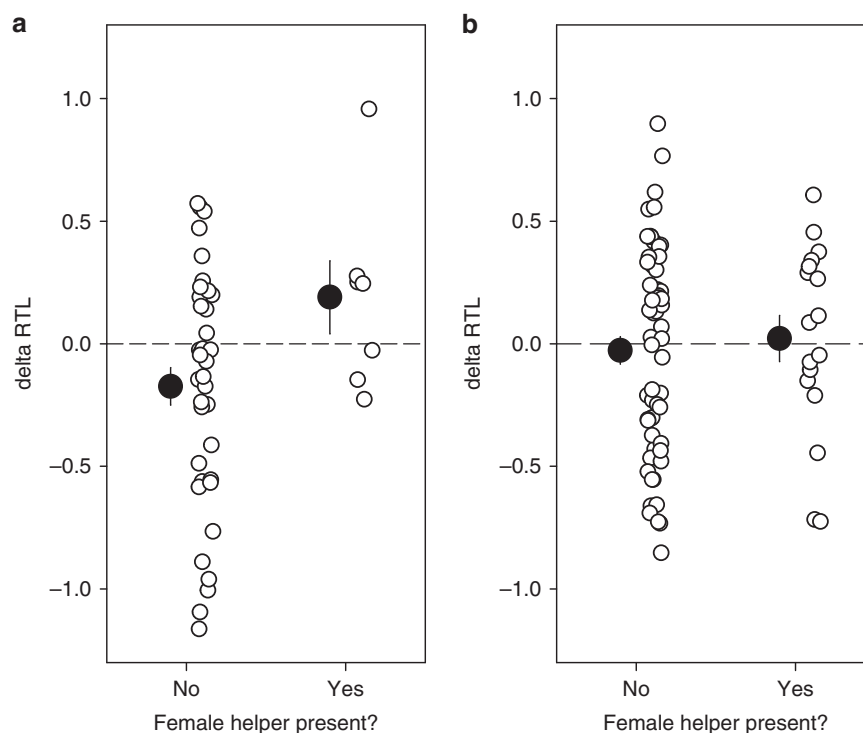 a
delta RTL
1.0
0.5
0.0
–0.5
–1.0
No Yes
Female helper present?
b
delta RTL
1.0
0.5
0.0
–0.5
–1.0
No Yes
Female helper present?